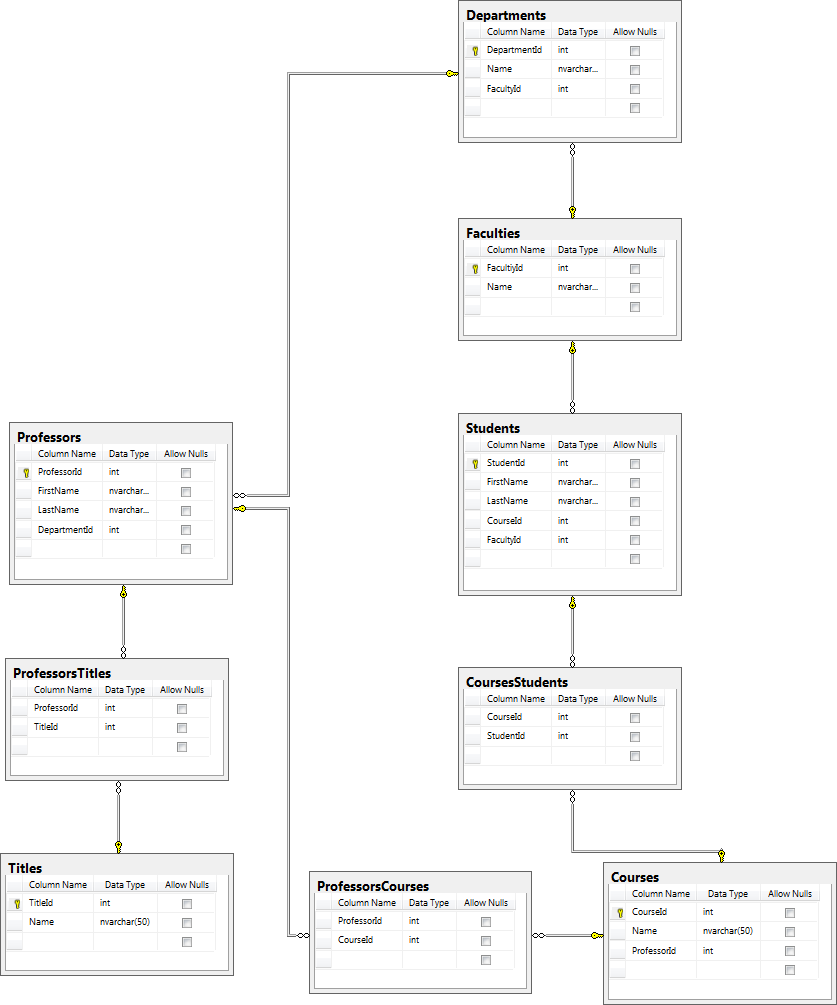 Departments
Column Name Data Type Allow Nulls
DepartmentId int
Name nvarchar...
FacultyId int
Faculties
Column Name Data Type Allow Nulls
FacultiyId int
Name nvarchar...
Professors
Column Name Data Type Allow Nulls
ProfessorId int
FirstName nvarchar...
LastName nvarchar...
DepartmentId int
Students
Column Name Data Type Allow Nulls
StudentId int
FirstName nvarchar...
LastName nvarchar...
CourseId int
FacultyId int
ProfessorsTitles
Column Name Data Type Allow Nulls
ProfessorId int
TitleId int
CoursesStudents
Column Name Data Type Allow Nulls
CourseId int
StudentId int
Titles
Column Name Data Type Allow Nulls
TitleId int
Name nvarchar(50)
ProfessorsCourses
Column Name Data Type Allow Nulls
ProfessorId int
CourseId int
Courses
Column Name Data Type Allow Nulls
CourseId int
Name nvarchar(50)
ProfessorId int